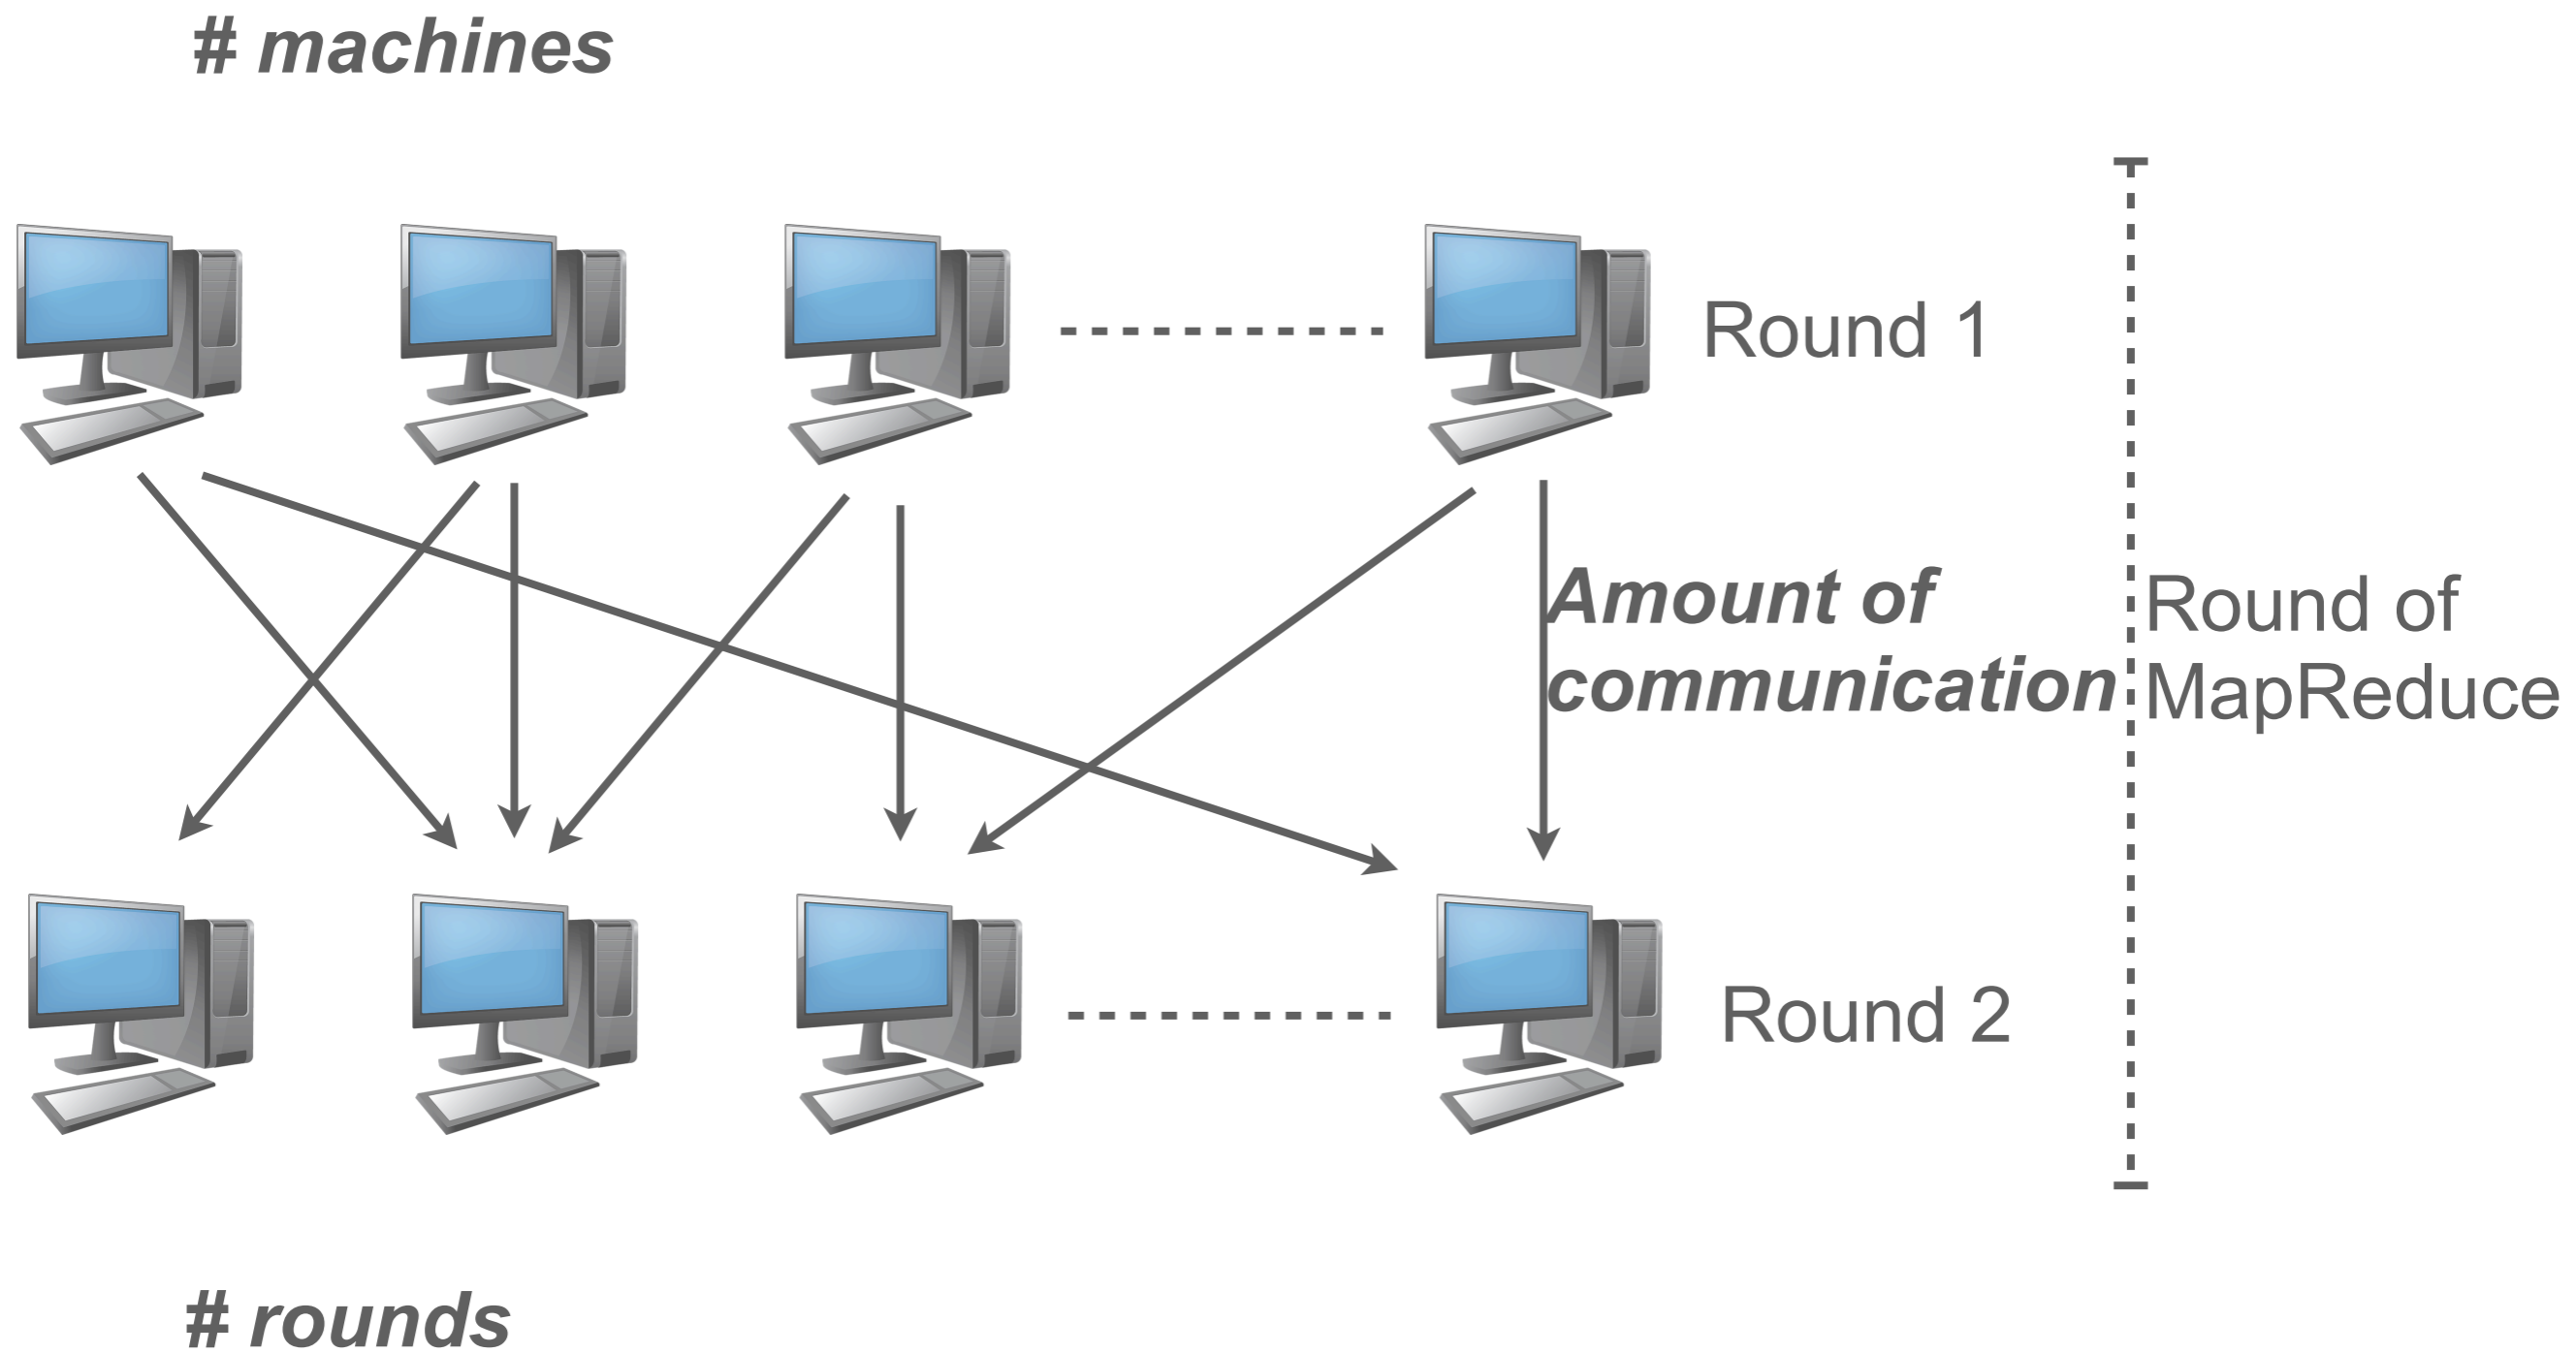 # machines
Round 1
Amount of
communication
Round of
MapReduce
Round 2
# rounds